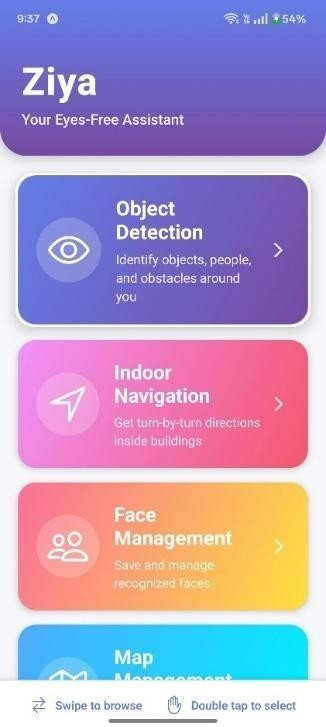 9:37
54%
Ziya
Your Eyes-Free Assistant
Object
Detection
Identify objects, people,
and obstacles around
you
Indoor
Navigation
Get turn-by-turn directions
inside buildings
Face
Management
Save and manage
recognized faces
Map
Management
Swipe to browse
Double tap to select